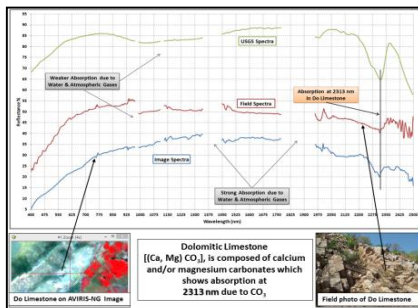 USGS Spectra
Weaker Absorption due to
Water & Atmospheric Gases
Absorption at 2313 nm
in Do Limestone
Field Spectra
Image Spectra
Strong Absorption due to
Water & Atmospheric Gases
Reflectance %
Wavelength (nm)
Do Limestone on AVIRIS-NG Image
Dolomitic Limestone
[(Ca, Mg) CO3], is composed of calcium
and/or magnesium carbonates which
shows absorption at
2313 nm due to CO3
Field photo of Do Limestone